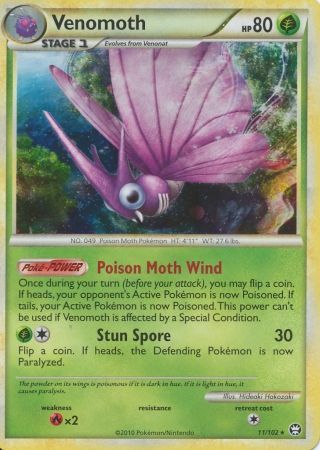 Venomoth HP 80
STAGE 1 Evolves from Venonat
NO. 049 Poison Moth Pokémon HT: 4'11" WT: 27.6 lbs.
Poké-POWER Poison Moth Wind
Once during your turn (before your attack), you may flip a coin.
If heads, your opponent's Active Pokémon is now Poisoned. If
tails, your Active Pokémon is now Poisoned. This power can't
be used if Venomoth is affected by a Special Condition.
Stun Spore 30
Flip a coin. If heads, the Defending Pokémon is now
Paralyzed.
The powder on its wings is poisonous if it is dark in hue. If it is light in hue, it
causes paralysis.
Illus. Hideaki Hakozaki
weakness resistance retreat cost
×2
©2010 Pokémon/Nintendo 11/102 ★